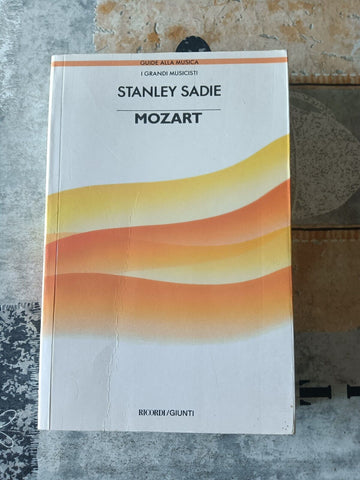 GUIDE ALLA MUSICA
I GRANDI MUSICISTI
STANLEY SADIE
MOZART
RICORDI/GIUNTI